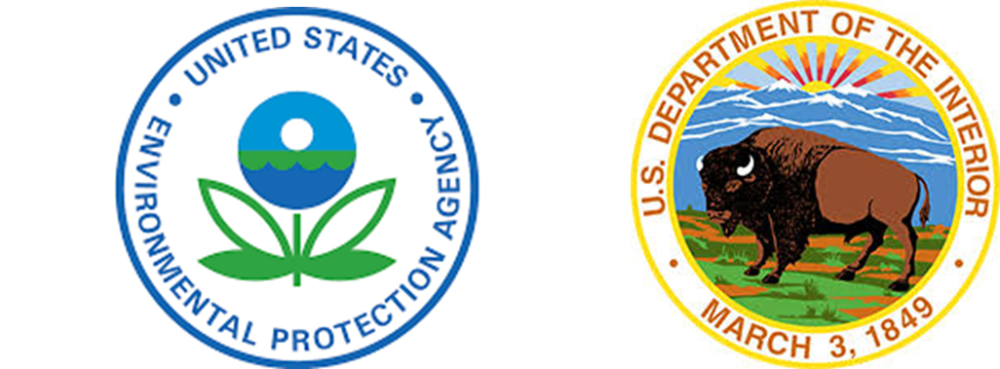 UNITED STATES
ENVIRONMENTAL PROTECTION AGENCY
U.S. DEPARTMENT OF THE INTERIOR
MARCH 3, 1849